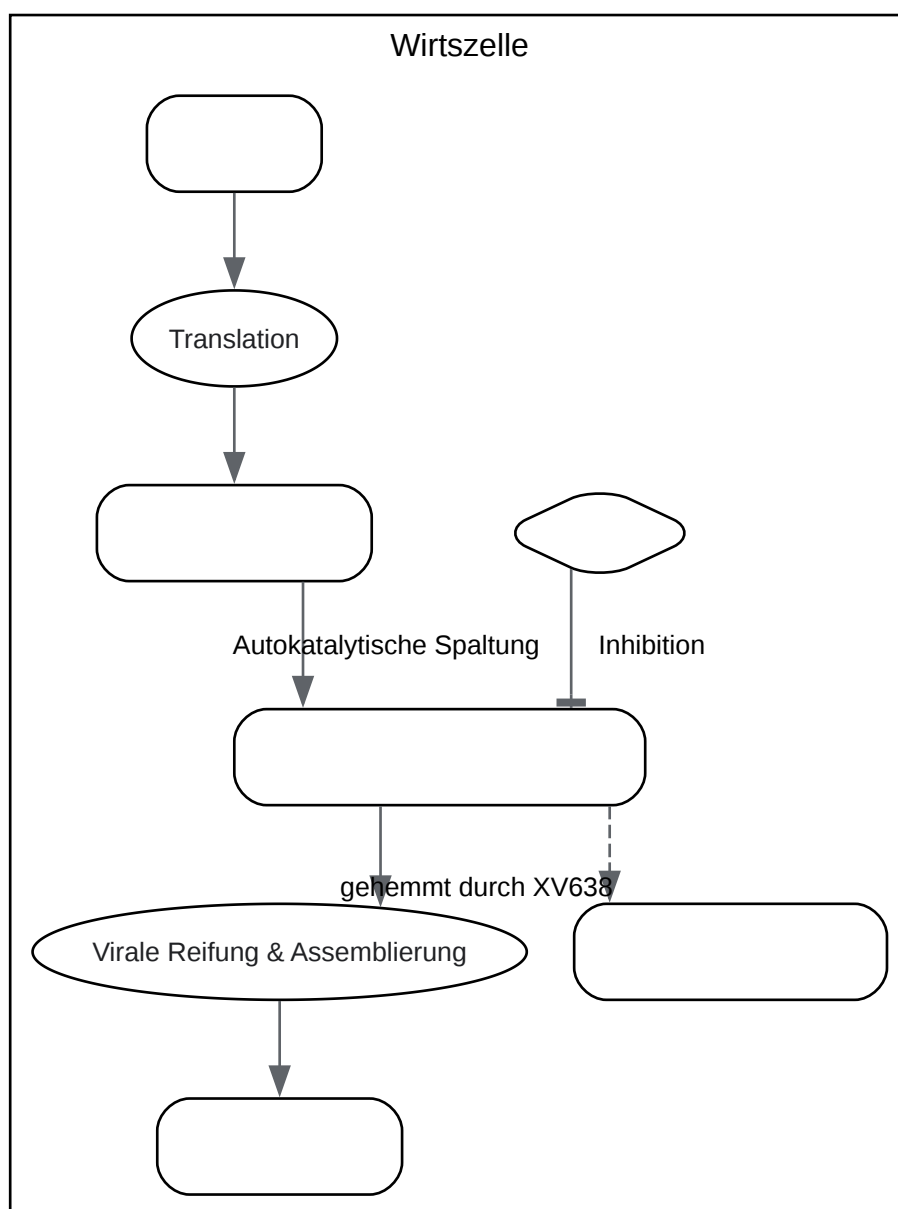 Wirtszelle
Translation
Autokatalytische Spaltung
Inhibition
gehemmt durch XV638
Virale Reifung & Assemblierung